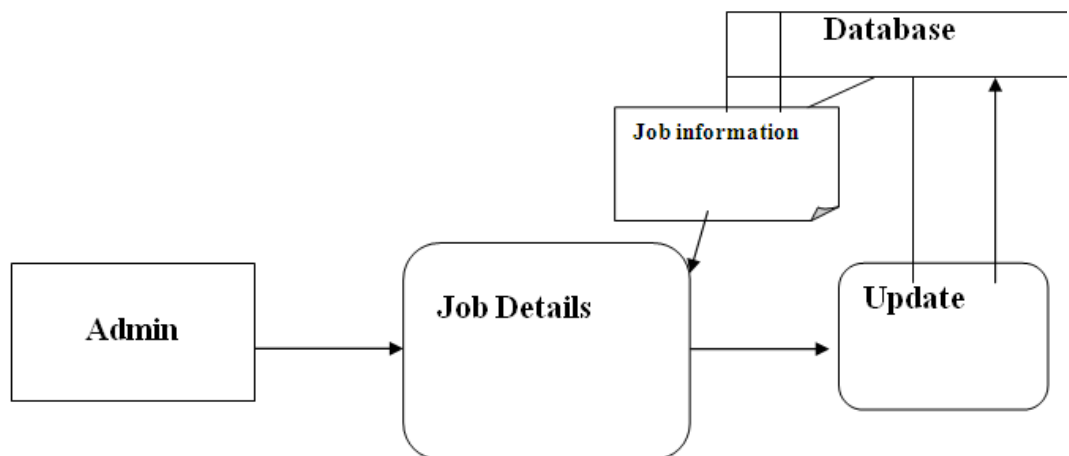 Database
Job information
Job Details
Admin
Update